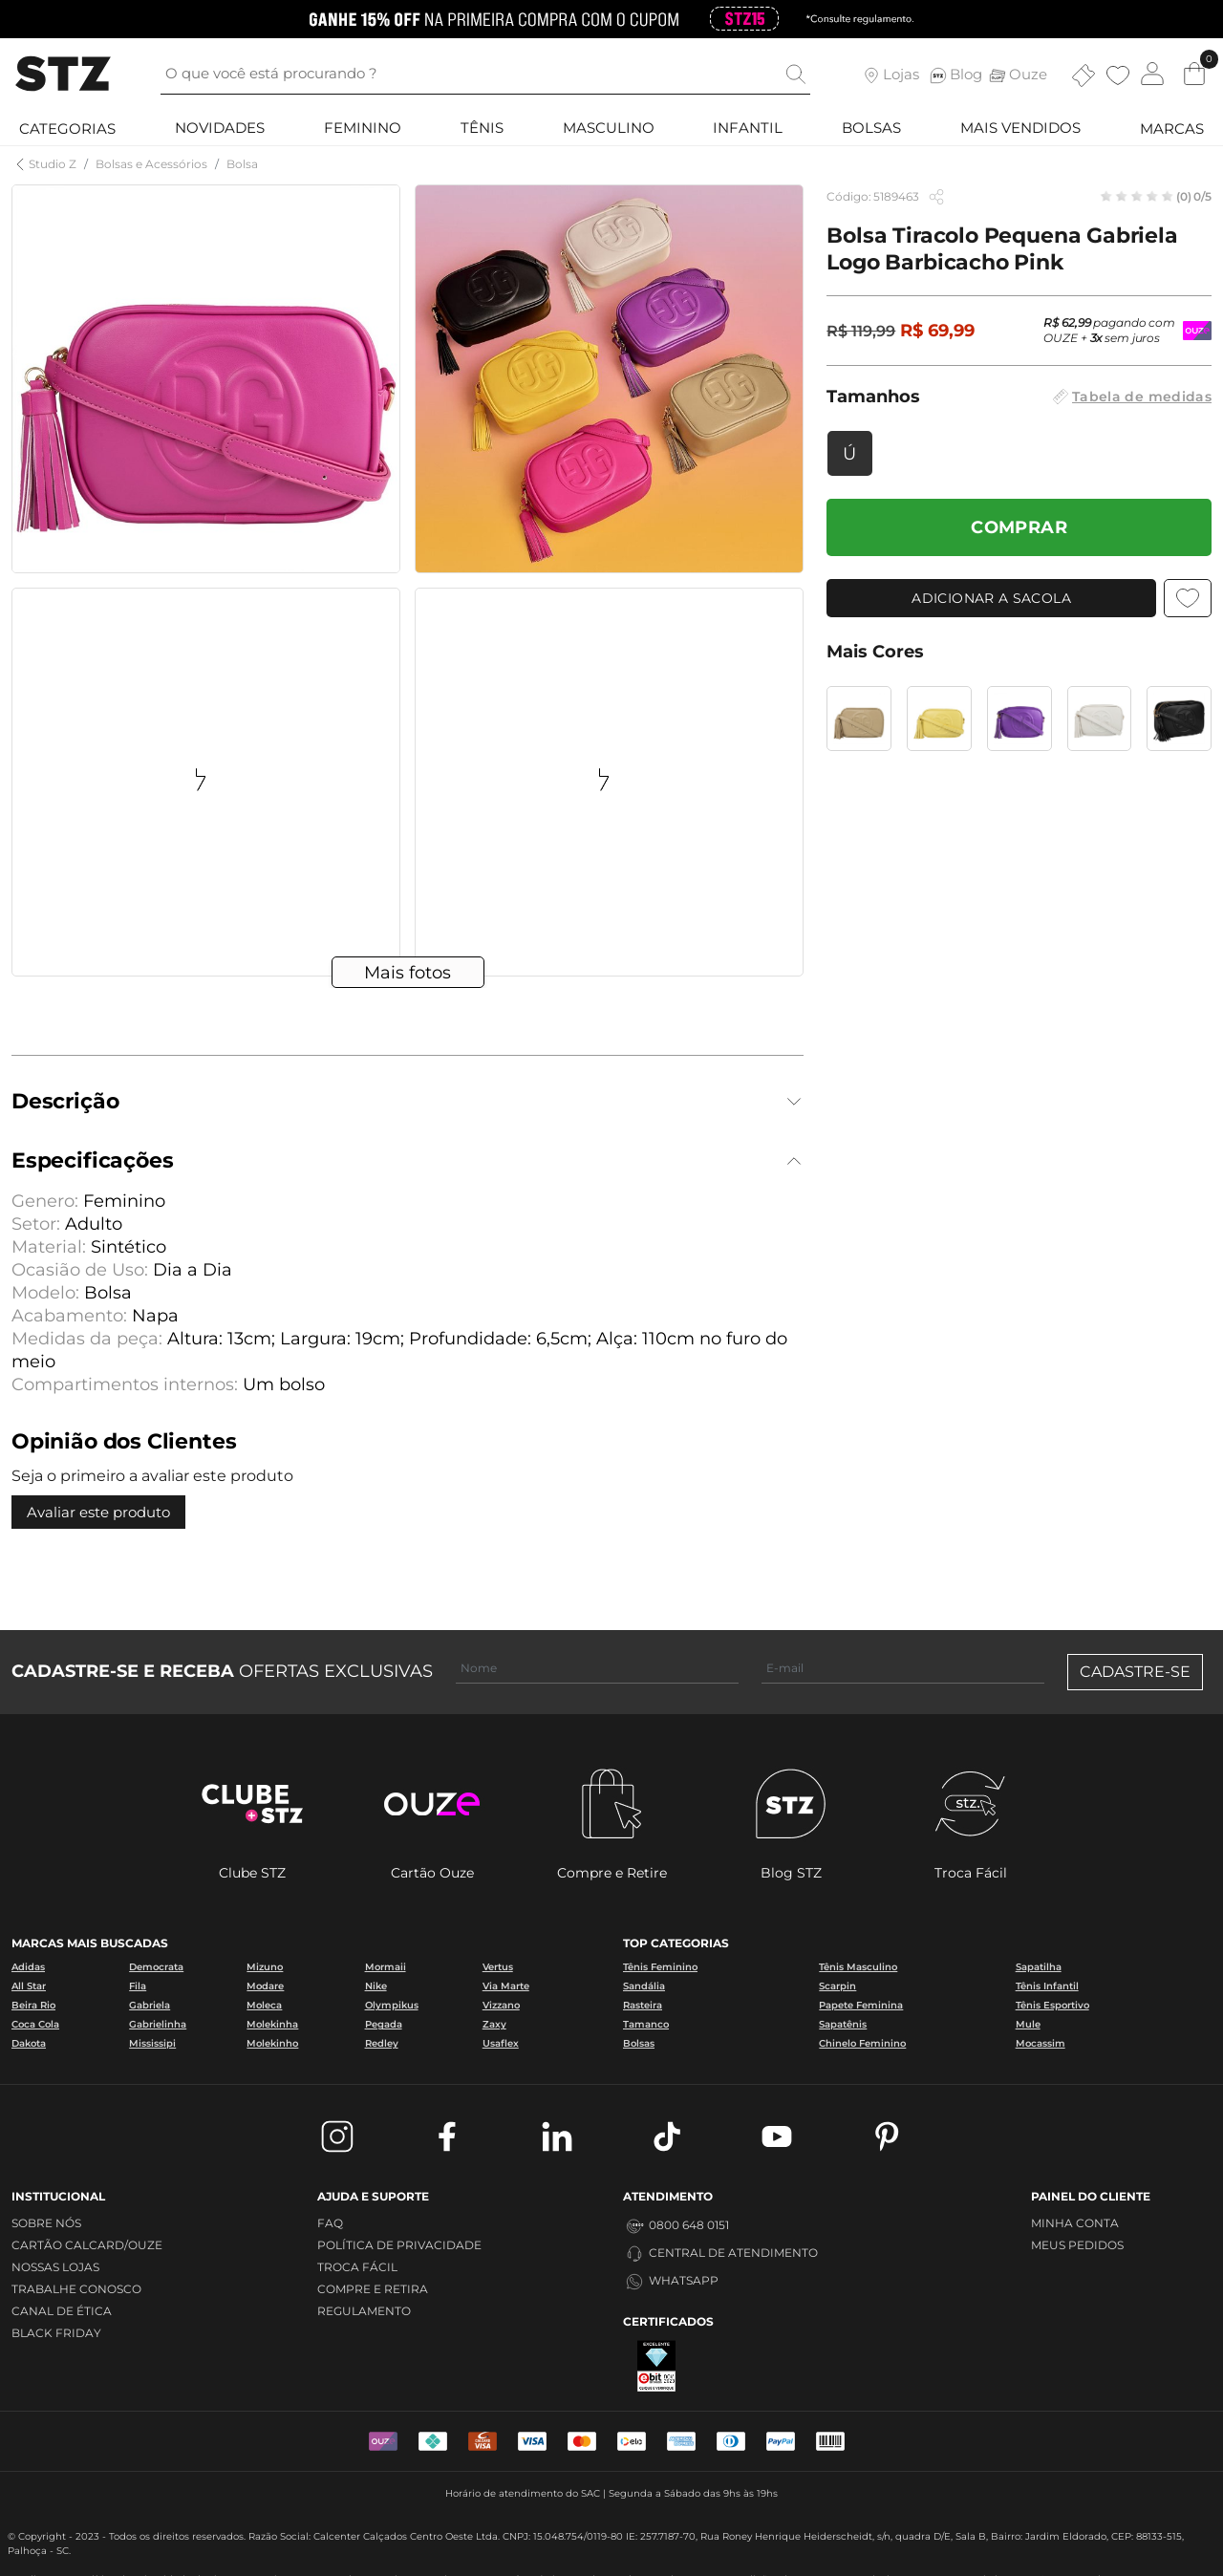 GANHE 15% OFF NA PRIMEIRA COMPRA COM O CUPOM STZ15 *Consulte regulamento.
STZ
O que você está procurando ?
Lojas Blog Ouze
0
CATEGORIAS NOVIDADES FEMININO TÊNIS MASCULINO INFANTIL BOLSAS MAIS VENDIDOS MARCAS
Studio Z / Bolsas e Acessórios / Bolsa
Código: 5189463
(0) 0/5
Bolsa Tiracolo Pequena Gabriela
Logo Barbicacho Pink
R$ 119,99 R$ 69,99
R$ 62,99 pagando com
OUZE + 3x sem juros
Tamanhos
Tabela de medidas
Ú
COMPRAR
ADICIONAR A SACOLA
Mais Cores
Mais fotos
Descrição
Especificações
Genero: Feminino
Setor: Adulto
Material: Sintético
Ocasião de Uso: Dia a Dia
Modelo: Bolsa
Acabamento: Napa
Medidas da peça: Altura: 13cm; Largura: 19cm; Profundidade: 6,5cm; Alça: 110cm no furo do
meio
Compartimentos internos: Um bolso
Opinião dos Clientes
Seja o primeiro a avaliar este produto
Avaliar este produto
CADASTRE-SE E RECEBA OFERTAS EXCLUSIVAS
Nome
E-mail
CADASTRE-SE
CLUBE
+STZ
ouze
STZ
stz.
Clube STZ
Cartão Ouze
Compre e Retire
Blog STZ
Troca Fácil
MARCAS MAIS BUSCADAS
Adidas Democrata Mizuno Mormaii Vertus
All Star Fila Modare Nike Via Marte
Beira Rio Gabriela Moleca Olympikus Vizzano
Coca Cola Gabrielinha Molekinha Pegada Zaxy
Dakota Mississipi Molekinho Redley Usaflex
TOP CATEGORIAS
Tênis Feminino Tênis Masculino Sapatilha
Sandália Scarpin Tênis Infantil
Rasteira Papete Feminina Tênis Esportivo
Tamanco Sapatênis Mule
Bolsas Chinelo Feminino Mocassim
INSTITUCIONAL
SOBRE NÓS
CARTÃO CALCARD/OUZE
NOSSAS LOJAS
TRABALHE CONOSCO
CANAL DE ÉTICA
BLACK FRIDAY
AJUDA E SUPORTE
FAQ
POLÍTICA DE PRIVACIDADE
TROCA FÁCIL
COMPRE E RETIRA
REGULAMENTO
ATENDIMENTO
0800 648 0151
CENTRAL DE ATENDIMENTO
WHATSAPP
CERTIFICADOS
EXCELENTE
ebit
PAINEL DO CLIENTE
MINHA CONTA
MEUS PEDIDOS
VISA
elo
PayPal
Horário de atendimento do SAC | Segunda a Sábado das 9hs às 19hs
© Copyright - 2023 - Todos os direitos reservados. Razão Social: Calcenter Calçados Centro Oeste Ltda. CNPJ: 15.048.754/0119-80 IE: 257.7187-70, Rua Roney Henrique Heiderscheidt, s/n, quadra D/E, Sala B, Bairro: Jardim Eldorado, CEP: 88133-515,
Palhoça - SC.